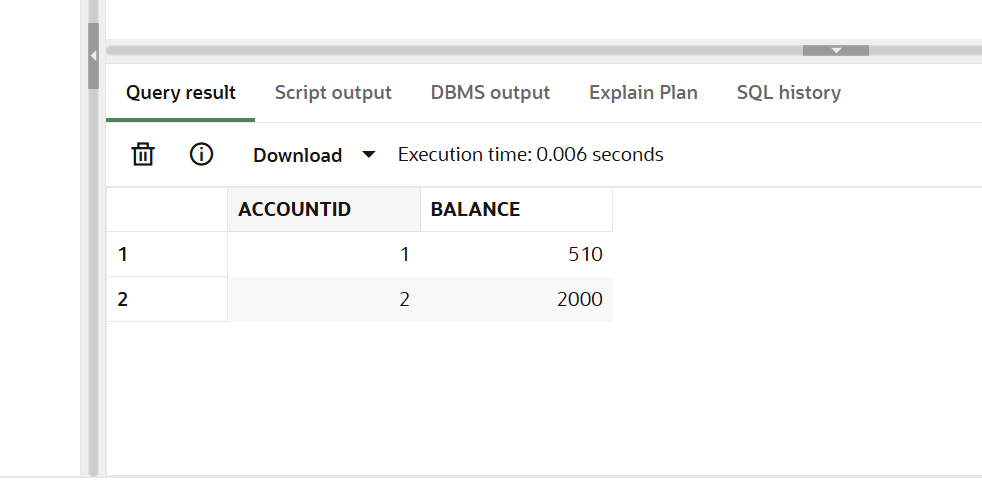 Query result Script output DBMS output Explain Plan SQL history
Download Execution time: 0.006 seconds
ACCOUNTID BALANCE
1 1 510
2 2 2000